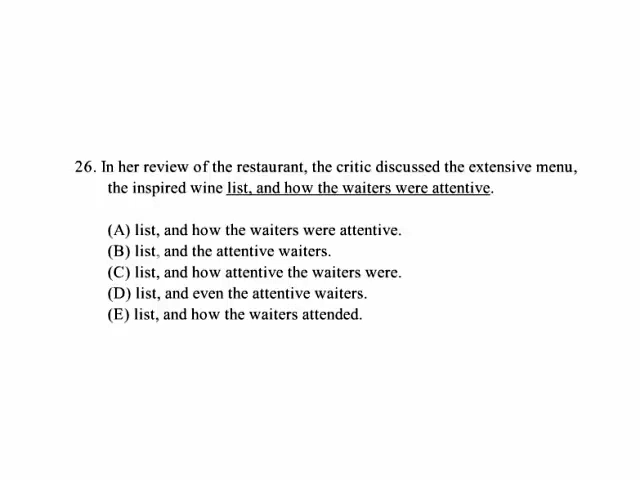 26. In her review of the restaurant, the critic discussed the extensive menu,
the inspired wine list, and how the waiters were attentive.
(A) list, and how the waiters were attentive.
(B) list, and the attentive waiters.
(C) list, and how attentive the waiters were.
(D) list, and even the attentive waiters.
(E) list, and how the waiters attended.